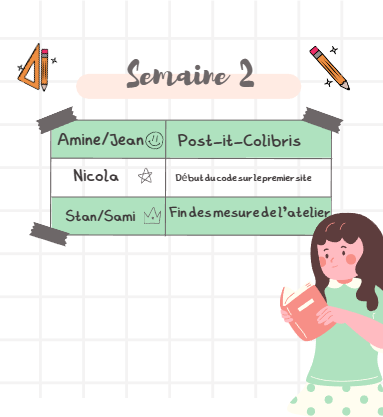 Semaine 2
Amine/Jean Post-it-Colibris
Nicola Début du code sur le premier site
Stan/Sami Fin des mesure de l'atelier